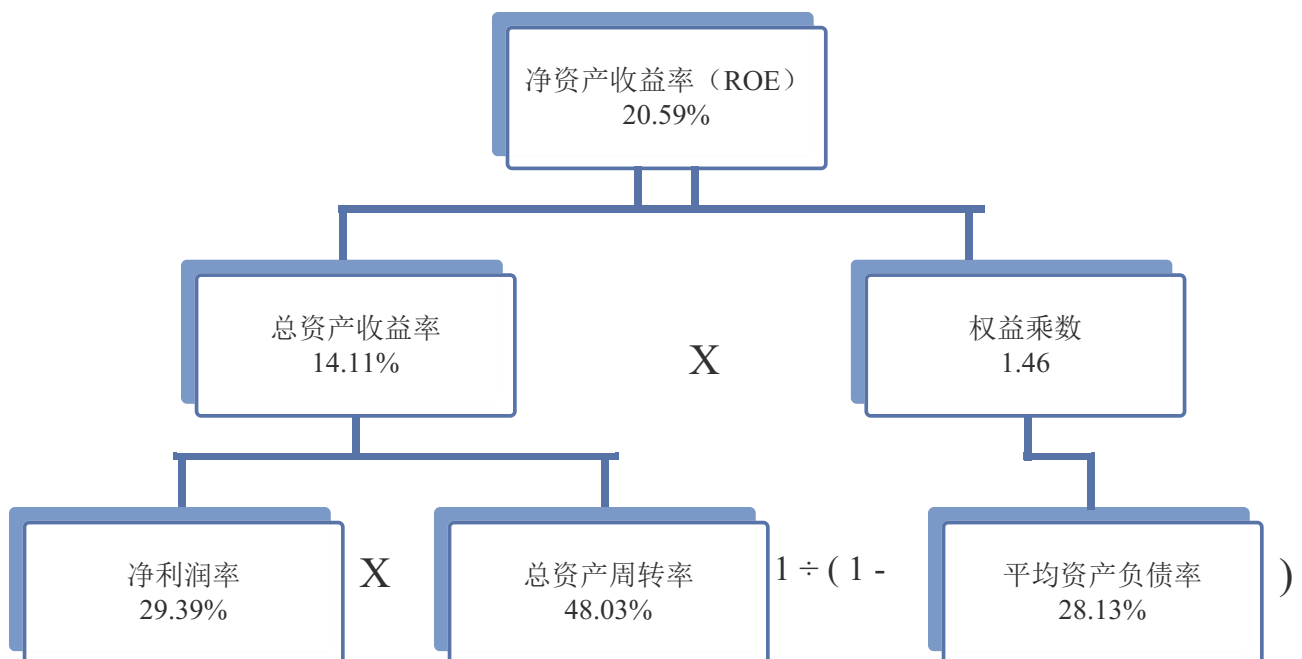 净资产收益率（ROE）
20.59%
总资产收益率
14.11%
X
权益乘数
1.46
净利润率
29.39%
X
总资产周转率
48.03%
1 ÷ ( 1 -
平均资产负债率
28.13%
)